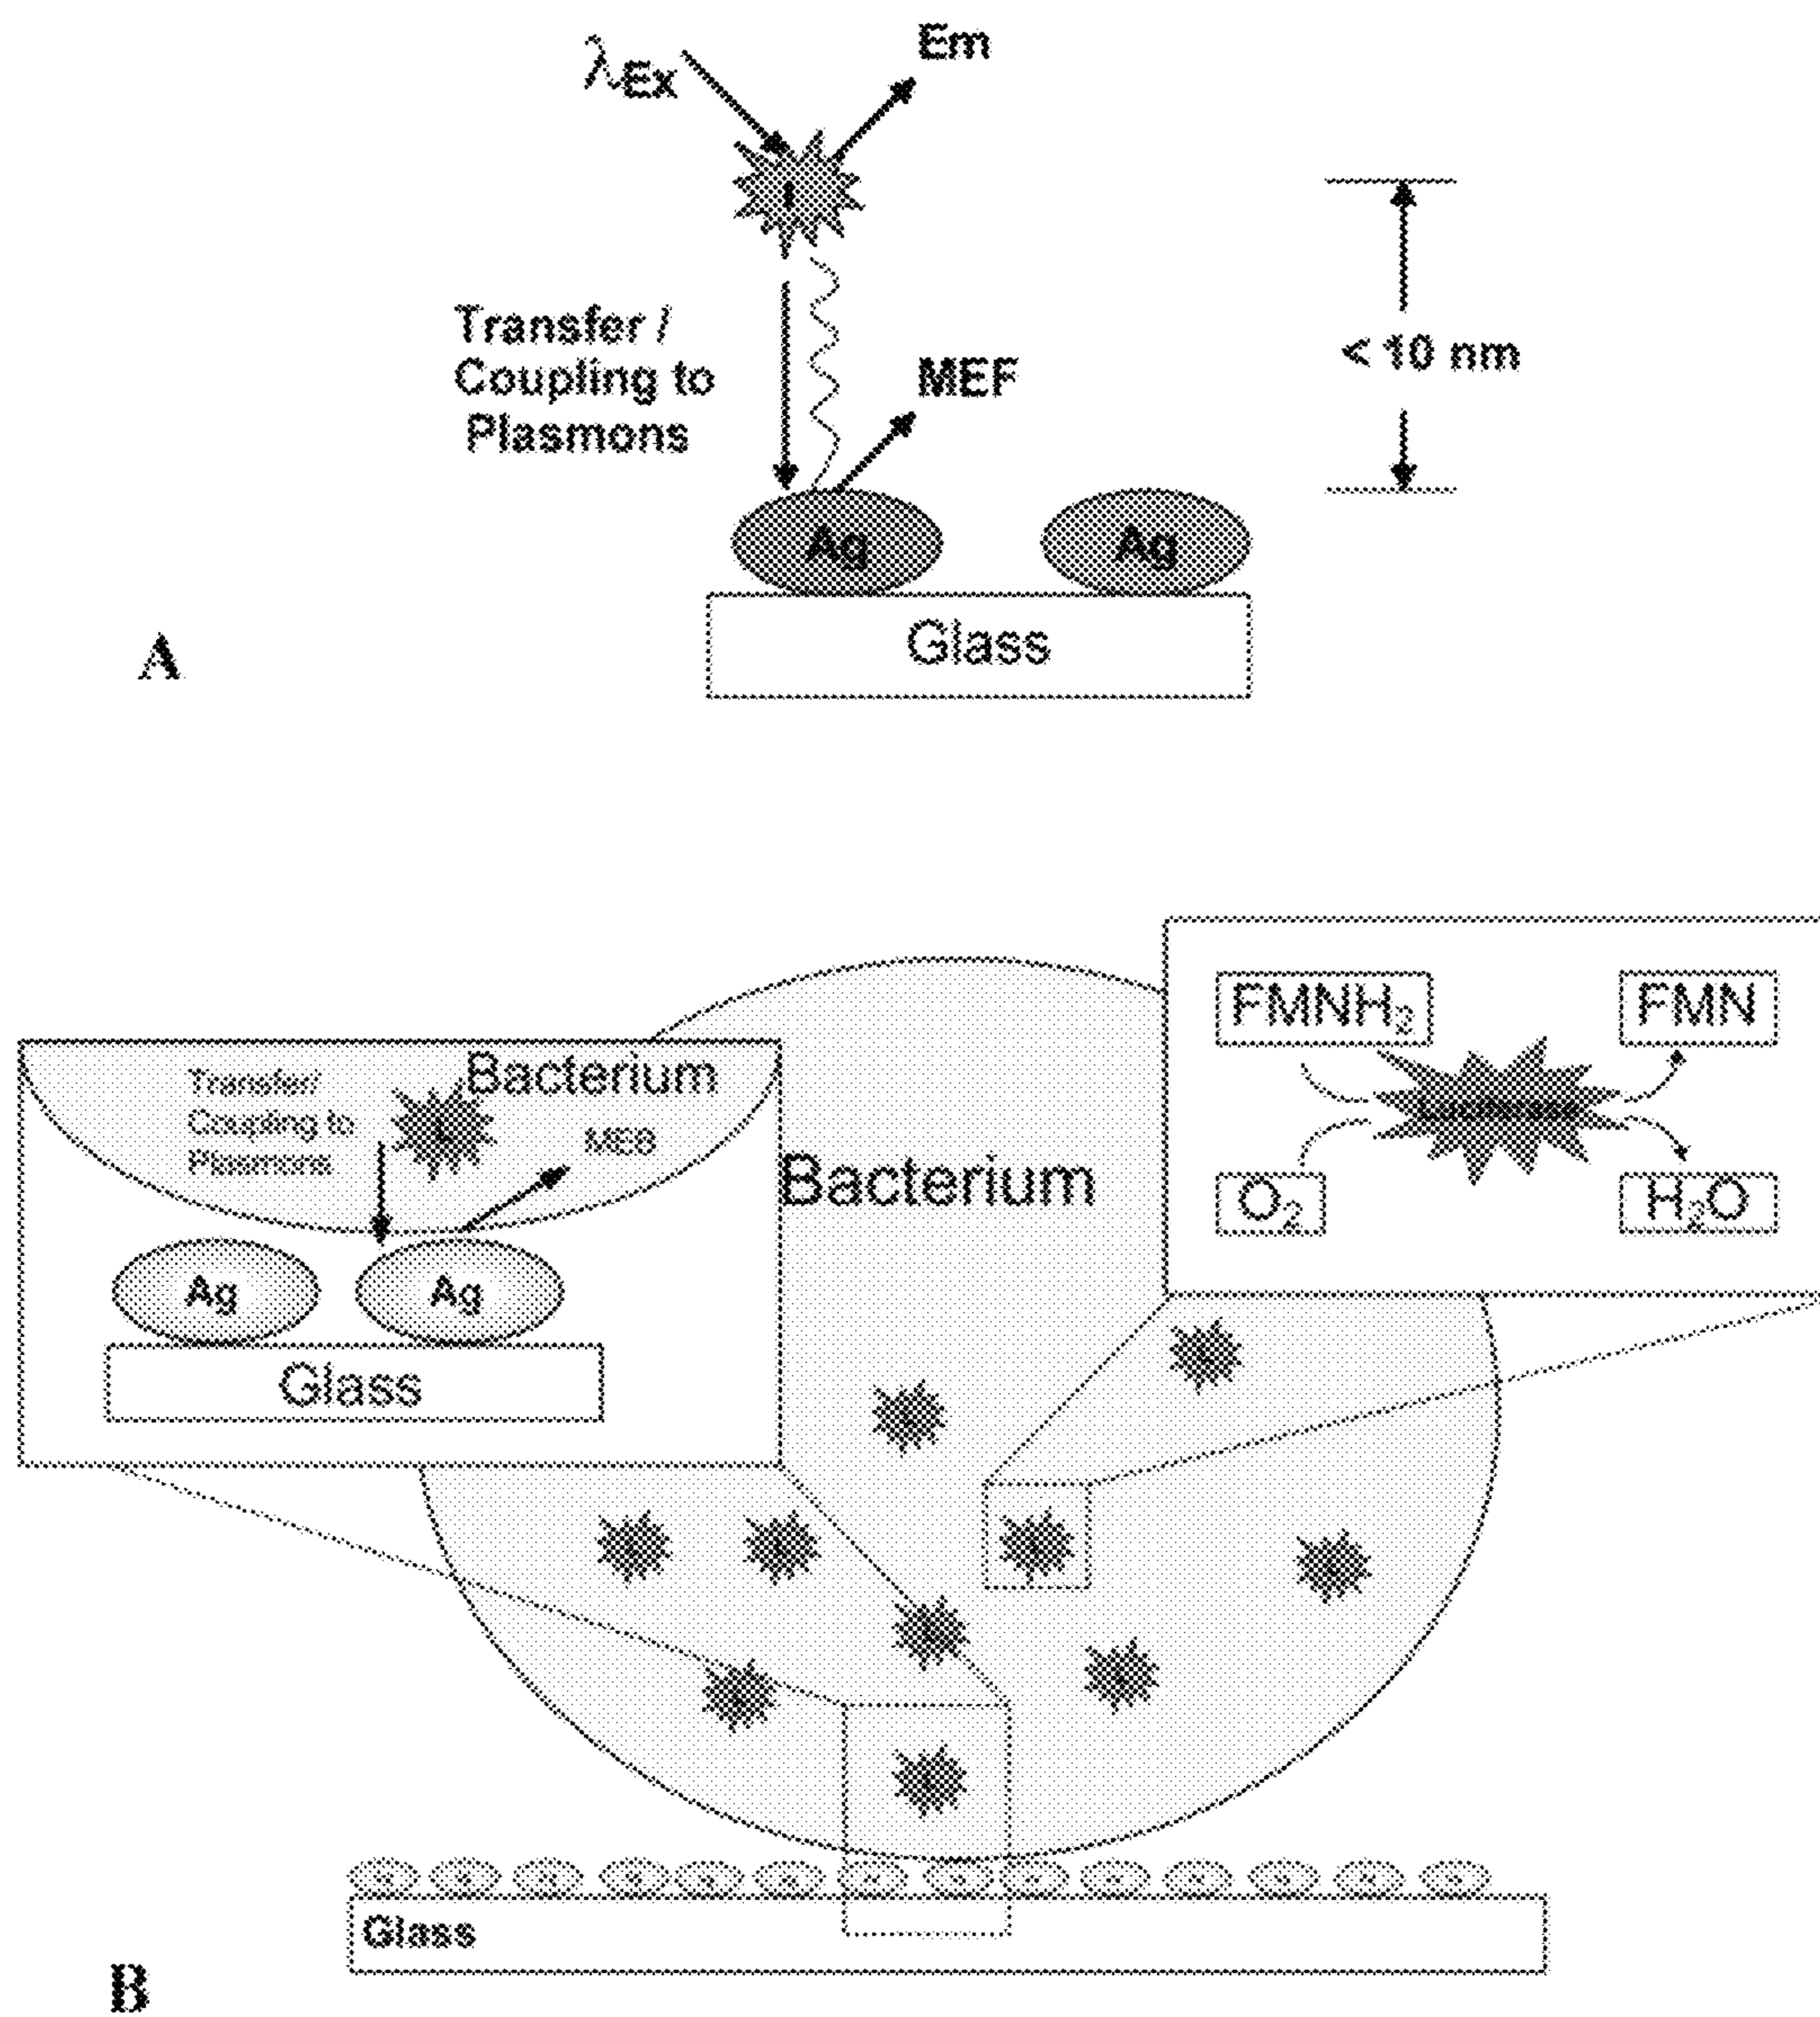 λEx
Em
Transfer /
Coupling to
Plasmons
MEF
< 10 nm
Ag
Ag
Glass
A
FMNH2
FMN
Luciferase
O2
H2O
Transfer/
Coupling to
Plasmons
Bacterium
MEB
Ag
Ag
Glass
Bacterium
Glass
B